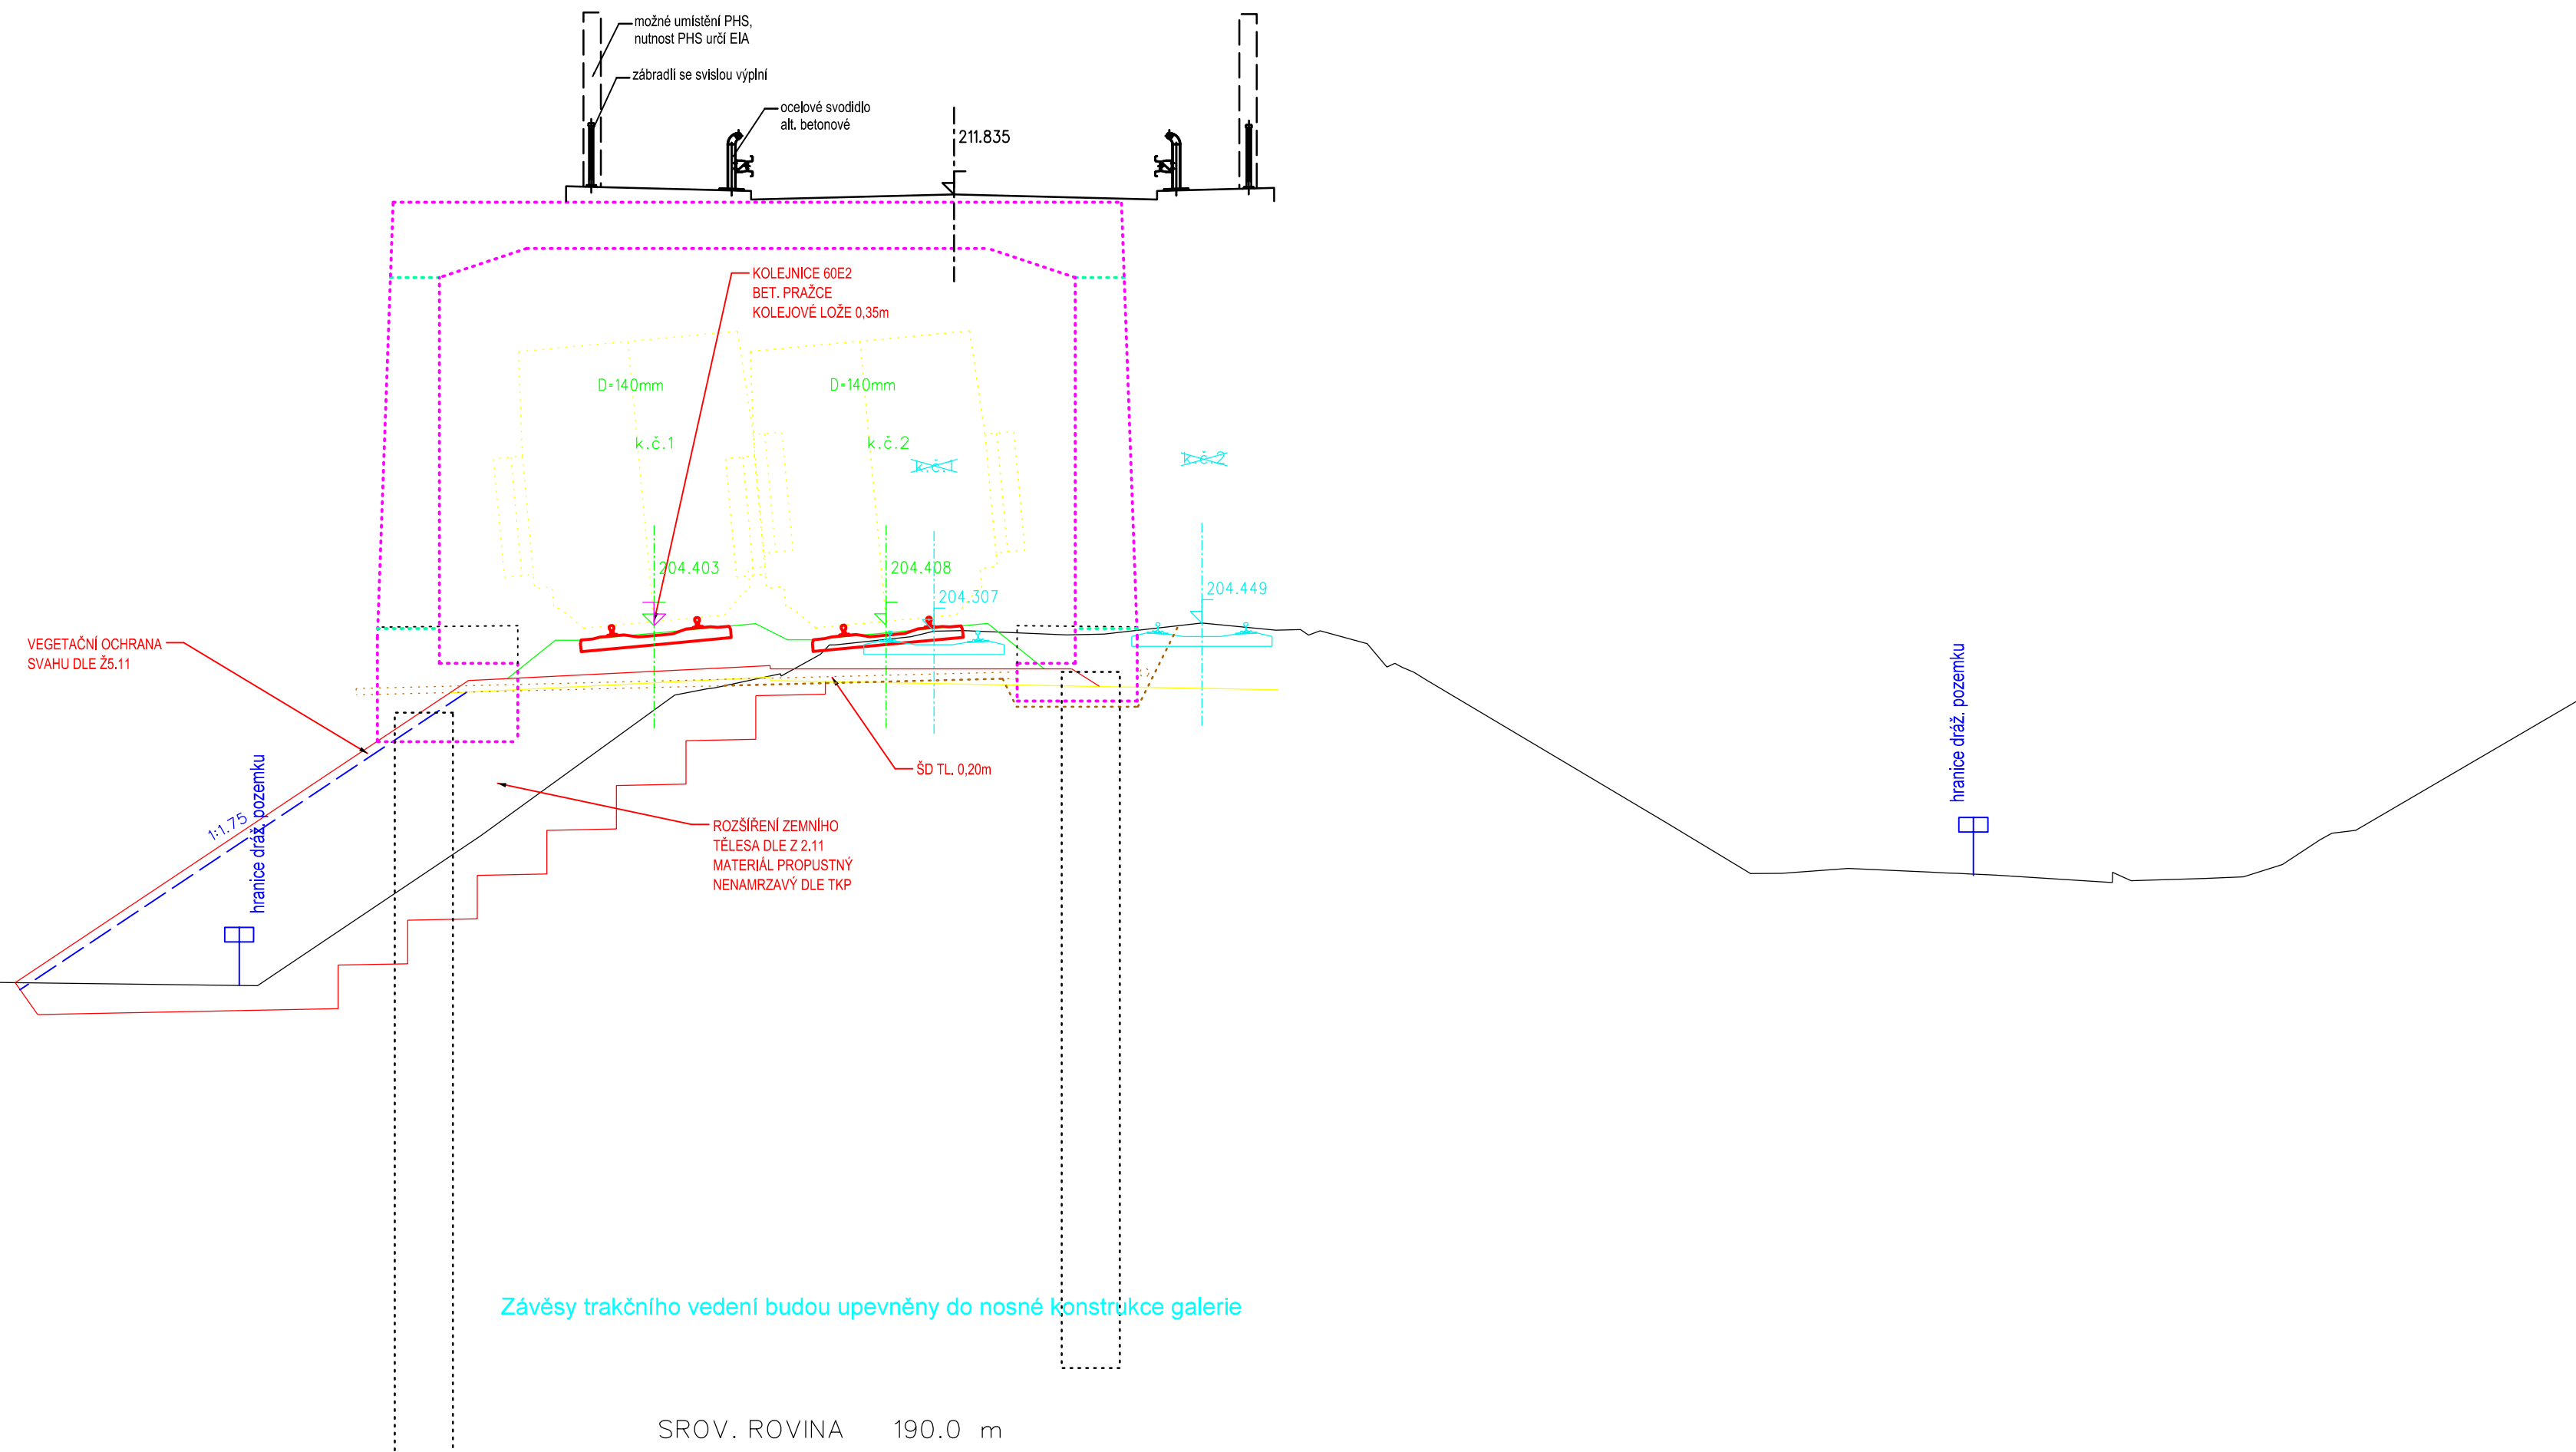 možné umístění PHS,
nutnost PHS určí EIA
zábradlí se svislou výplní
ocelové svodidlo
alt. betonové
211.835
KOLEJNICE 60E2
BET. PRAŽCE
KOLEJOVÉ LOŽE 0,35m
D=140mm
D=140mm
k.č.1
k.č.2
k.č.1
k.č.2
204.403
204.408
204.307
204.449
VEGETAČNÍ OCHRANA
SVAHU DLE Ž5.11
hranice dráž. pozemku
hranice dráž. pozemku
1:1.75
ŠD TL. 0,20m
ROZŠÍŘENÍ ZEMNÍHO
TĚLESA DLE Z 2.11
MATERIÁL PROPUSTNÝ
NENAMRZAVÝ DLE TKP
Závěsy trakčního vedení budou upevněny do nosné konstrukce galerie
SROV. ROVINA 190.0 m